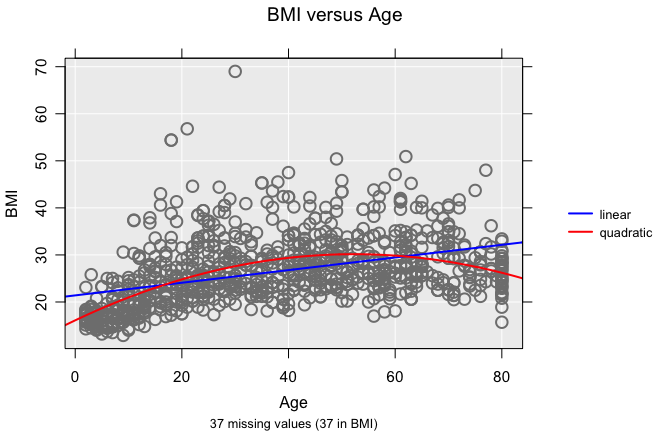 BMI versus Age
70
60
50
40
30
20
BMI
0 20 40 60 80
Age
37 missing values (37 in BMI)
linear
quadratic